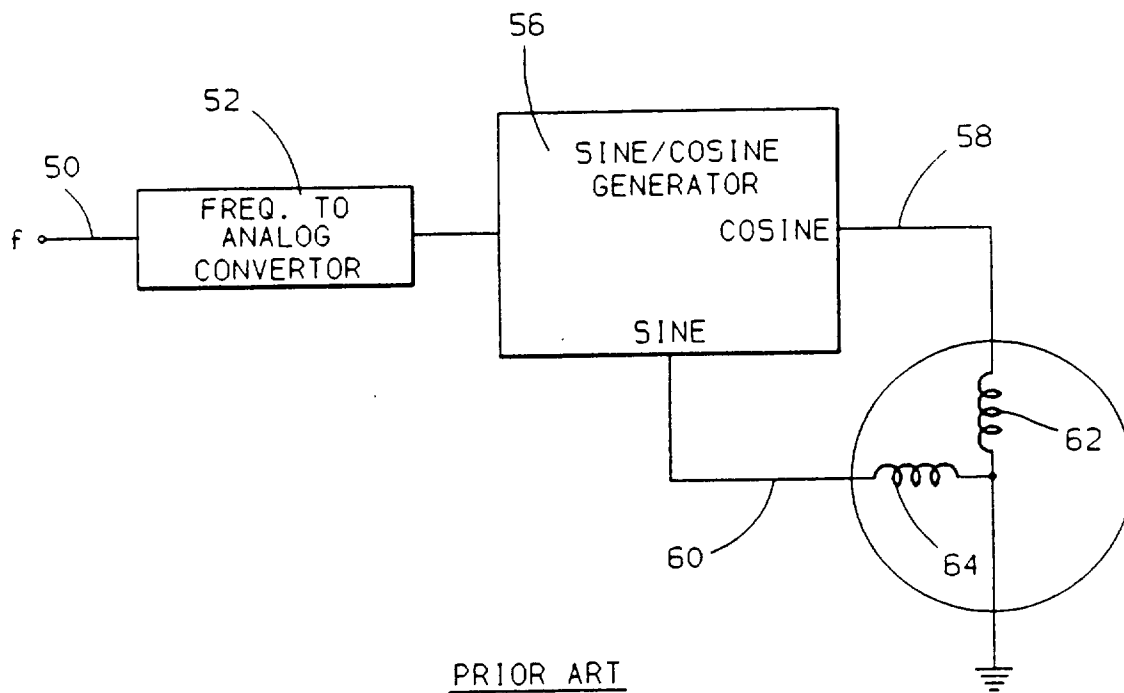 56
52
58
50
SINE/COSINE
GENERATOR
FREQ. TO
ANALOG
CONVERTOR
f
COSINE
SINE
62
60
64
PRIOR ART